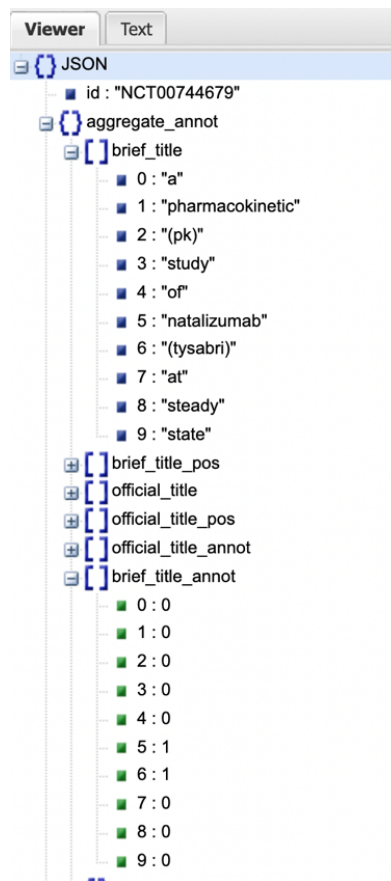 Viewer Text
JSON
id : "NCT00744679"
aggregate_annot
brief_title
0 : "a"
1 : "pharmacokinetic"
2 : "(pk)"
3 : "study"
4 : "of"
5 : "natalizumab"
6 : "(tysabri)"
7 : "at"
8 : "steady"
9 : "state"
brief_title_pos
official_title
official_title_pos
official_title_annot
brief_title_annot
0 : 0
1 : 0
2 : 0
3 : 0
4 : 0
5 : 1
6 : 1
7 : 0
8 : 0
9 : 0